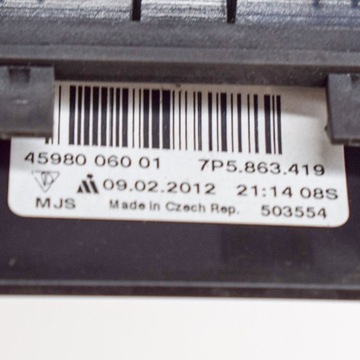 45980 060 01 7P5.863.419
09.02.2012 21:14 08S
MJS Made in Czech Rep. 503554